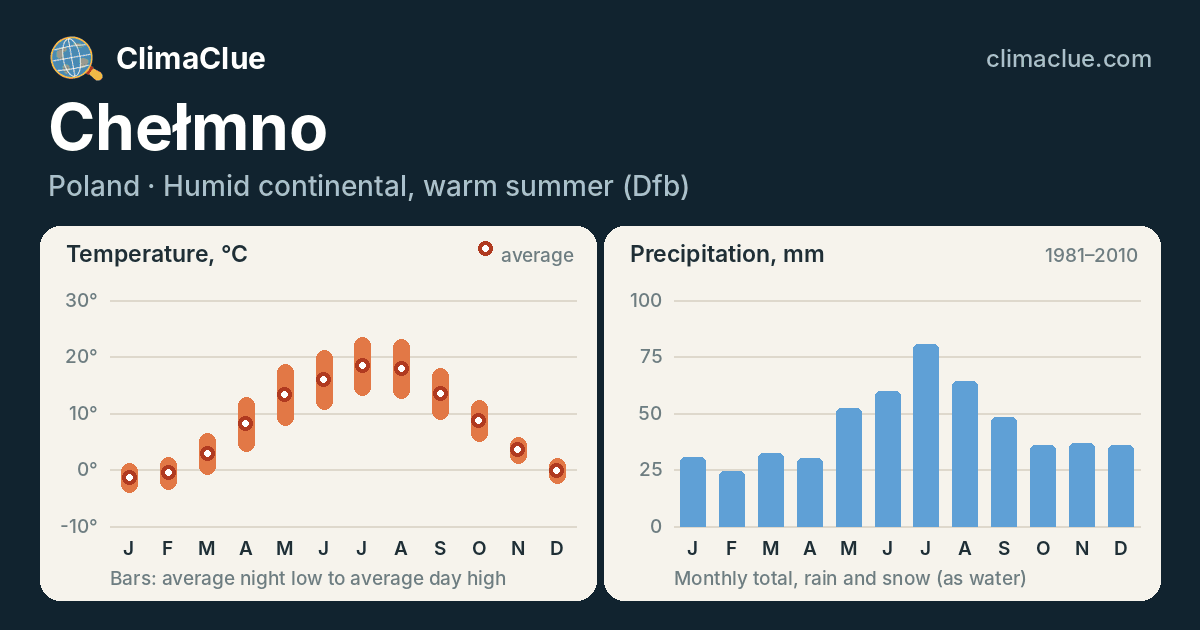 ClimaClue
climaclue.com
Chełmno
Poland · Humid continental, warm summer (Dfb)
Temperature, °C
average
30°
20°
10°
0°
-10°
J F M A M J J A S O N D
Bars: average night low to average day high
Precipitation, mm
1981–2010
100
75
50
25
0
J F M A M J J A S O N D
Monthly total, rain and snow (as water)